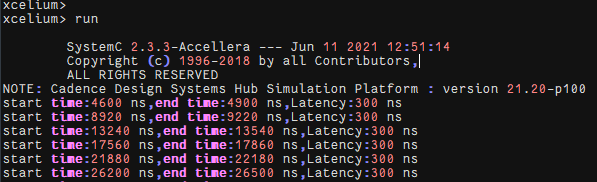 xcelium>
xcelium> run
SystemC 2.3.3-Accellera --- Jun 11 2021 12:51:14
Copyright (c) 1996-2018 by all Contributors,
ALL RIGHTS RESERVED
NOTE: Cadence Design Systems Hub Simulation Platform : version 21.20-p100
start time:4600 ns,end time:4900 ns,Latency:300 ns
start time:8920 ns,end time:9220 ns,Latency:300 ns
start time:13240 ns,end time:13540 ns,Latency:300 ns
start time:17560 ns,end time:17860 ns,Latency:300 ns
start time:21880 ns,end time:22180 ns,Latency:300 ns
start time:26200 ns,end time:26500 ns,Latency:300 ns